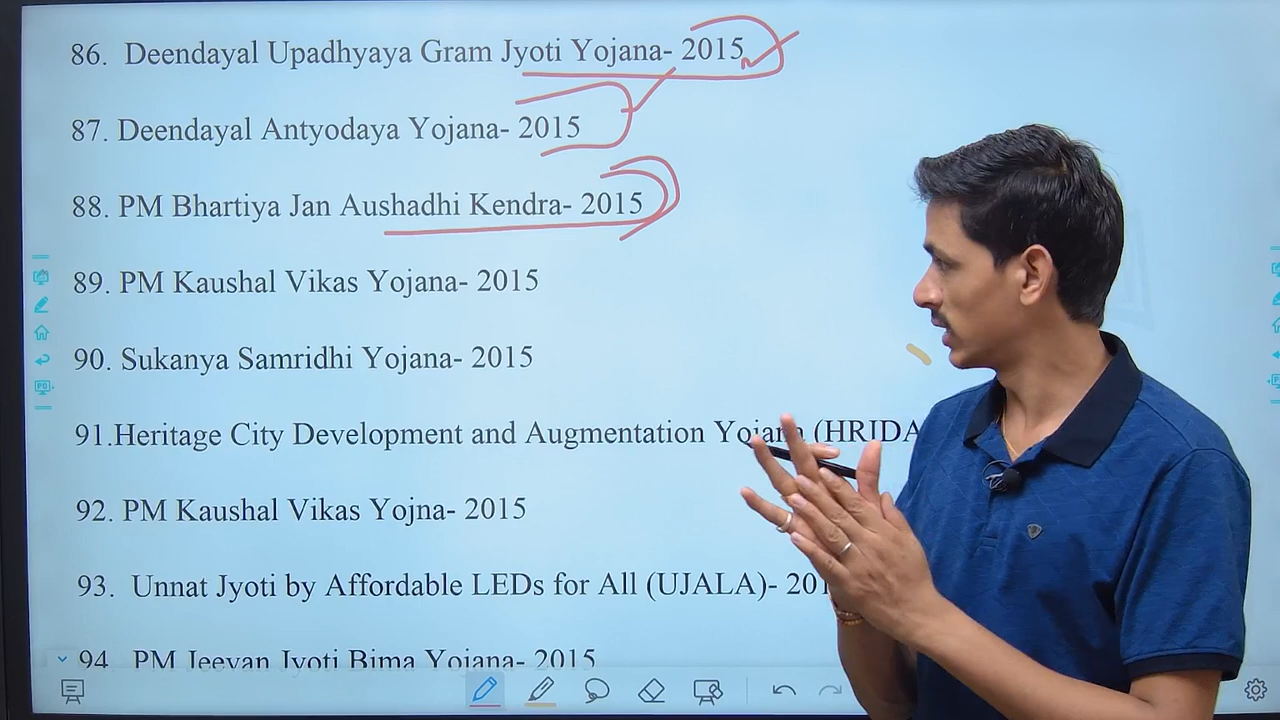 86. Deendayal Upadhyaya Gram Jyoti Yojana- 2015
87. Deendayal Antyodaya Yojana- 2015
88. PM Bhartiya Jan Aushadhi Kendra- 2015
89. PM Kaushal Vikas Yojana- 2015
90. Sukanya Samridhi Yojana- 2015
91.Heritage City Development and Augmentation Yojana (HRIDA
92. PM Kaushal Vikas Yojna- 2015
93. Unnat Jyoti by Affordable LEDs for All (UJALA)- 201
94 PM Jeevan Jyoti Bima Yojana- 2015